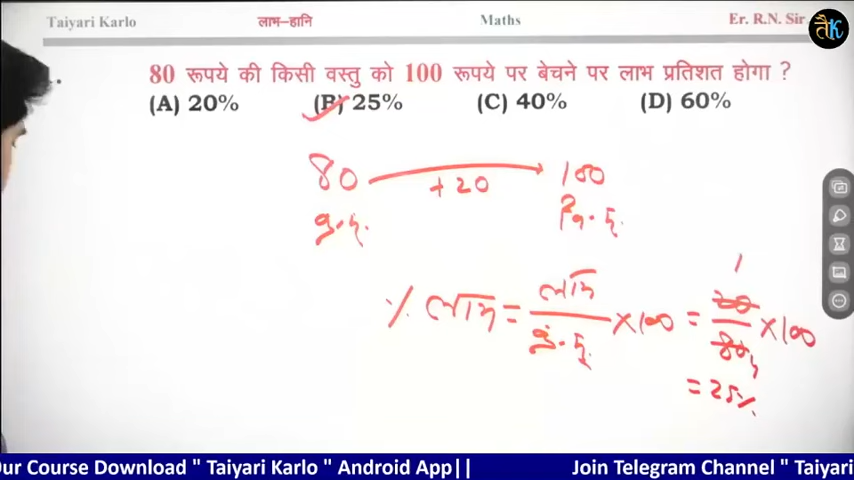 Taiyari Karlo लाभ–हानि Maths Er. R.N. Sir तैK
80 रूपये की किसी वस्तु को 100 रूपये पर बेचने पर लाभ प्रतिशत होगा ?
(A) 20% (B) 25% (C) 40% (D) 60%
80 +20 100
क्र.मू. वि.मू.
% लाभ = लाभ/क्र.मू. × 100 = 20/80 × 100
1
4
= 25%
Our Course Download " Taiyari Karlo " Android App|| Join Telegram Channel " Taiyari